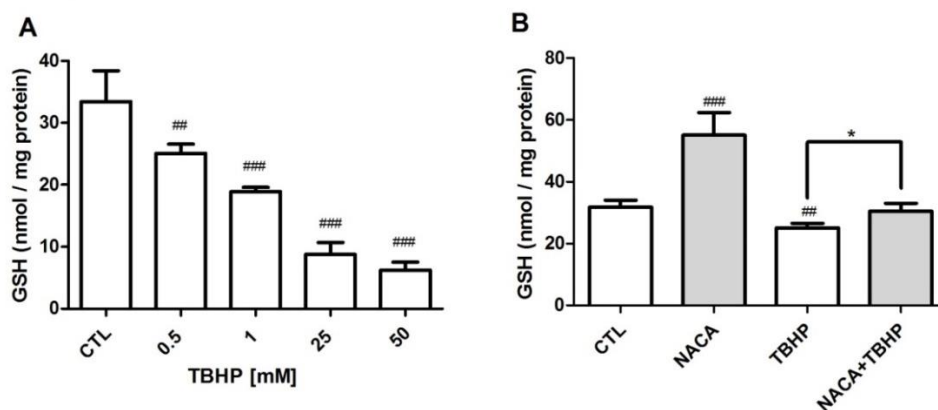 A
GSH (nmol / mg protein)
40
30
20
10
0
##
###
###
###
CTL
0.5
1
25
50
TBHP [mM]
B
GSH (nmol / mg protein)
80
60
40
20
0
###
##
*
CTL
NACA
TBHP
NACA+TBHP